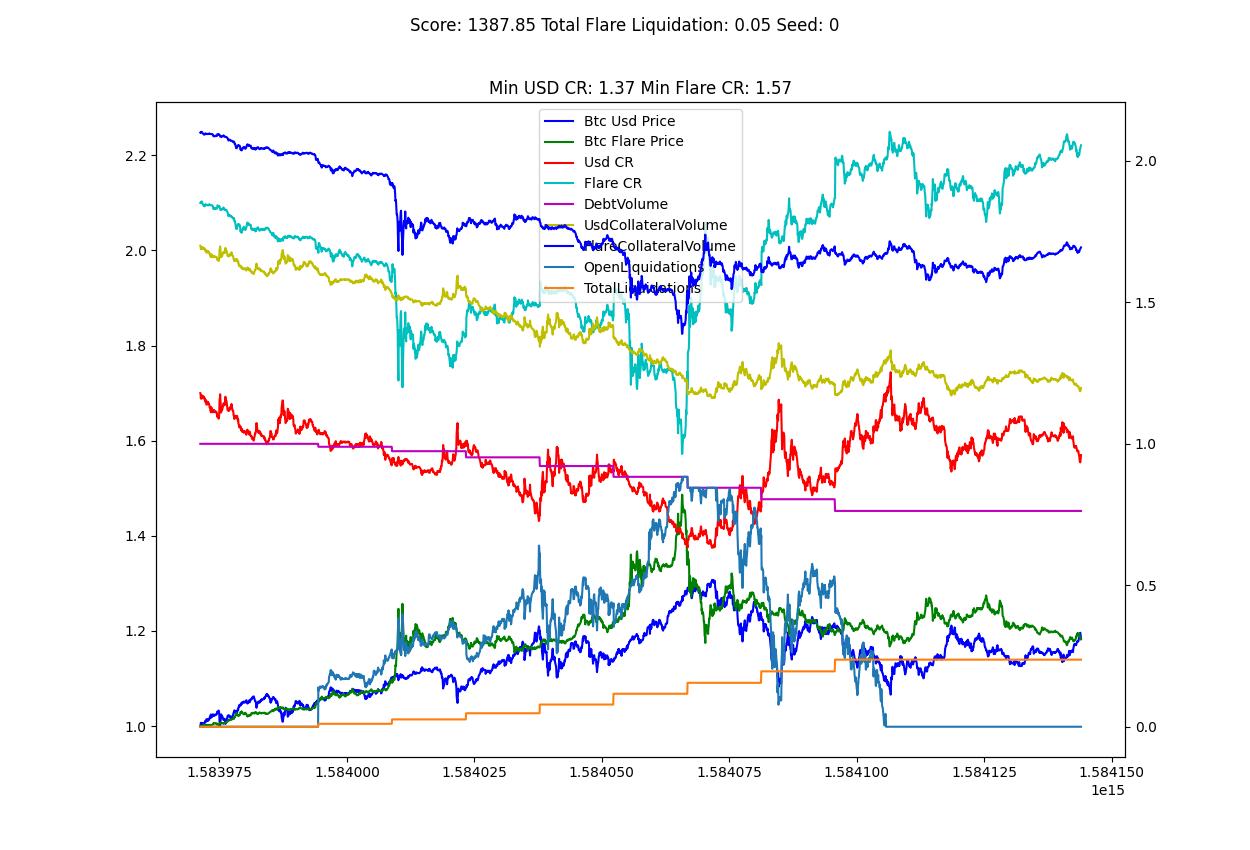 Score: 1387.85 Total Flare Liquidation: 0.05 Seed: 0
Min USD CR: 1.37 Min Flare CR: 1.57
Btc Usd Price
Btc Flare Price
Usd CR
Flare CR
DebtVolume
UsdCollateralVolume
FlareCollateralVolume
OpenLiquidations
TotalLiquidations
2.2
2.0
1.8
1.6
1.4
1.2
1.0
2.0
1.5
1.0
0.5
0.0
1.583975
1.584000
1.584025
1.584050
1.584075
1.584100
1.584125
1.584150
1e15